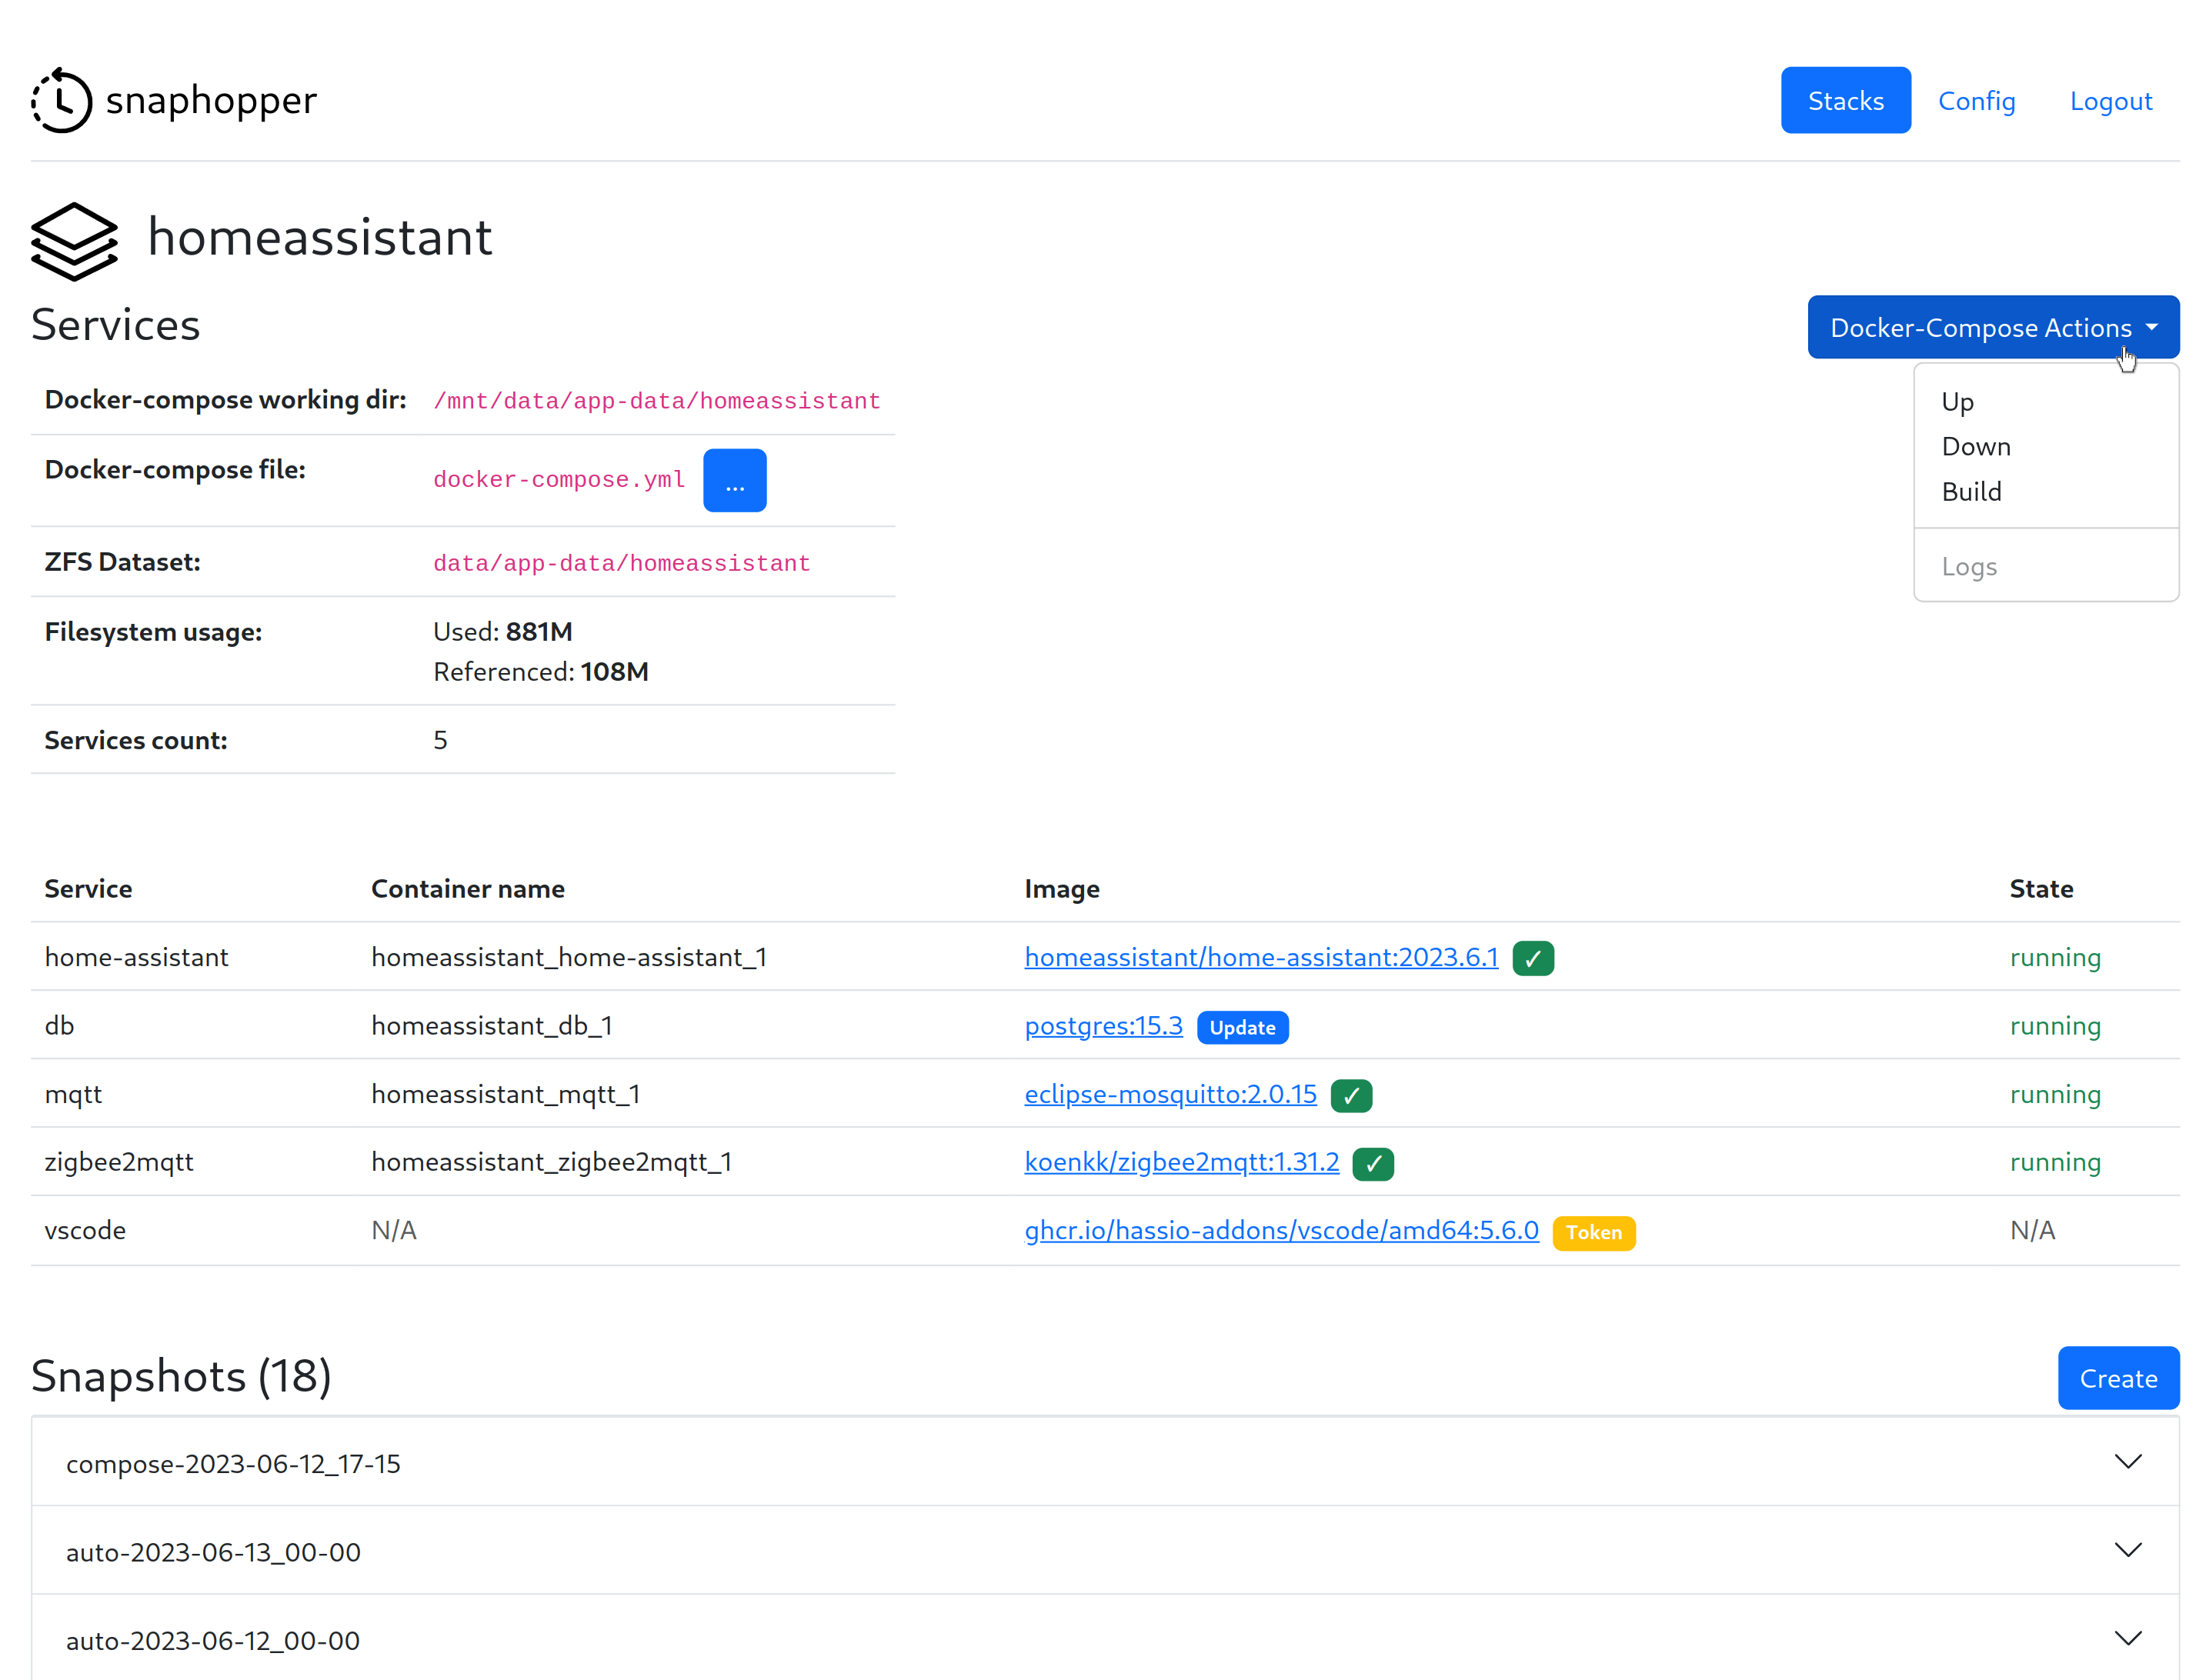 snaphopper
Stacks Config Logout
homeassistant
Services
Docker-Compose Actions
Up
Down
Build
Logs
Docker-compose working dir: /mnt/data/app-data/homeassistant
Docker-compose file: docker-compose.yml ...
ZFS Dataset: data/app-data/homeassistant
Filesystem usage: Used: 881M
Referenced: 108M
Services count: 5
Service Container name Image State
home-assistant homeassistant_home-assistant_1 homeassistant/home-assistant:2023.6.1 ✓ running
db homeassistant_db_1 postgres:15.3 Update running
mqtt homeassistant_mqtt_1 eclipse-mosquitto:2.0.15 ✓ running
zigbee2mqtt homeassistant_zigbee2mqtt_1 koenkk/zigbee2mqtt:1.31.2 ✓ running
vscode N/A ghcr.io/hassio-addons/vscode/amd64:5.6.0 Token N/A
Snapshots (18)
Create
compose-2023-06-12_17-15
auto-2023-06-13_00-00
auto-2023-06-12_00-00